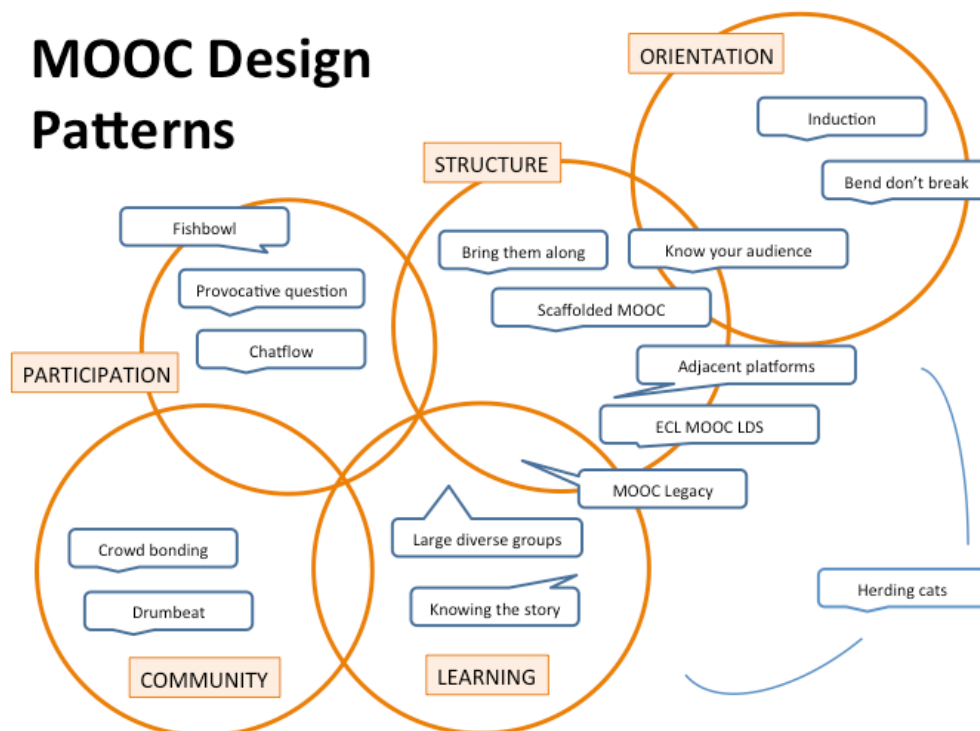 MOOC Design
Patterns
ORIENTATION
Induction
Bend don't break
STRUCTURE
Fishbowl
Bring them along
Know your audience
Provocative question
Scaffolded MOOC
Chatflow
Adjacent platforms
PARTICIPATION
ECL MOOC LDS
MOOC Legacy
Large diverse groups
Crowd bonding
Herding cats
Knowing the story
Drumbeat
COMMUNITY
LEARNING